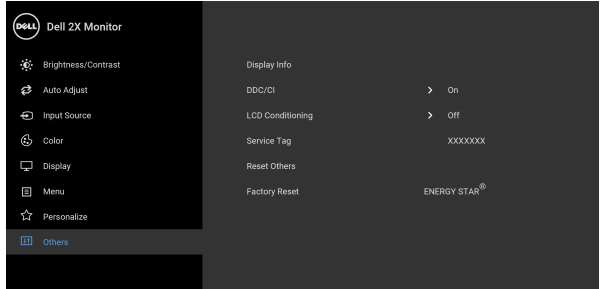 DELL Dell 2X Monitor
Brightness/Contrast
Auto Adjust
Input Source
Color
Display
Menu
Personalize
Others
Display Info
DDC/CI > On
LCD Conditioning > Off
Service Tag XXXXXXX
Reset Others
Factory Reset ENERGY STAR®